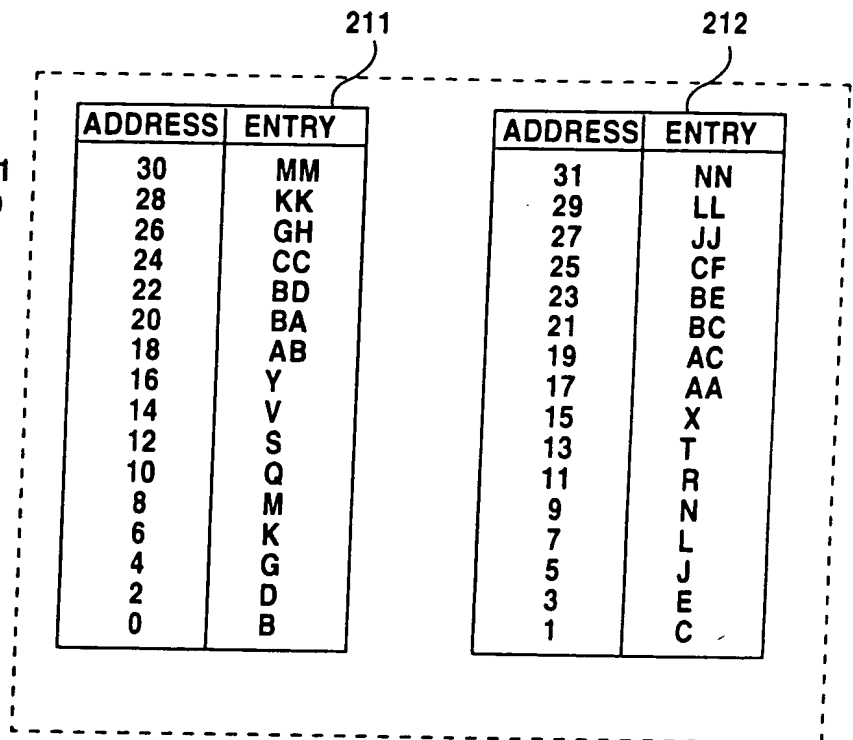 211 212
ADDRESS ENTRY ADDRESS ENTRY
30 MM 31 NN
28 KK 29 LL
26 GH 27 JJ
24 CC 25 CF
22 BD 23 BE
20 BA 21 BC
18 AB 19 AC
16 Y 17 AA
14 V 15 X
12 S 13 T
10 Q 11 R
8 M 9 N
6 K 7 L
4 G 5 J
2 D 3 E
0 B 1 C